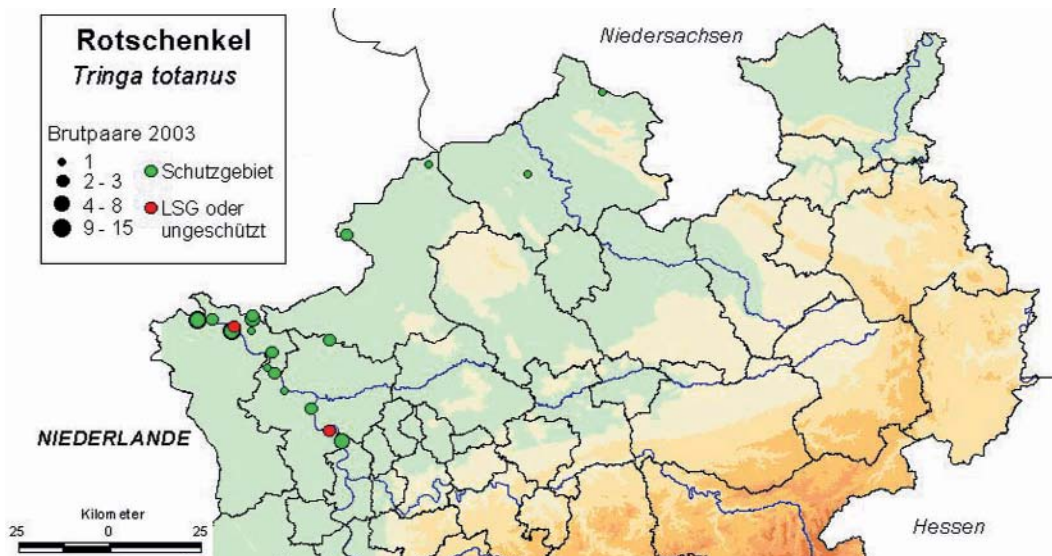 Rotschenkel
Tringa totanus
Brutpaare 2003
1
2 - 3
4 - 8
9 - 15
Schutzgebiet
LSG oder
ungeschützt
Niedersachsen
NIEDERLANDE
Hessen
Kilometer
25 0 25